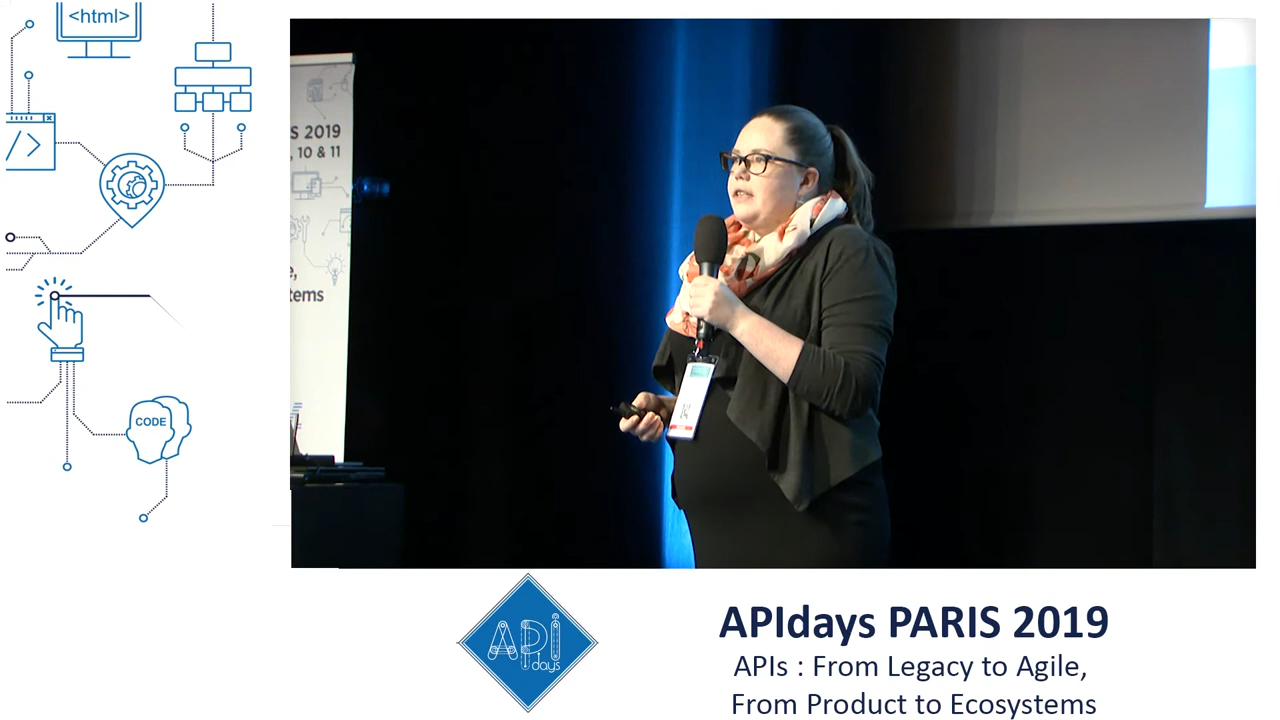 <html>
</>
CODE
S 2019
, 10 & 11
e,
tems
API
days
APIdays PARIS 2019
APIs : From Legacy to Agile,
From Product to Ecosystems